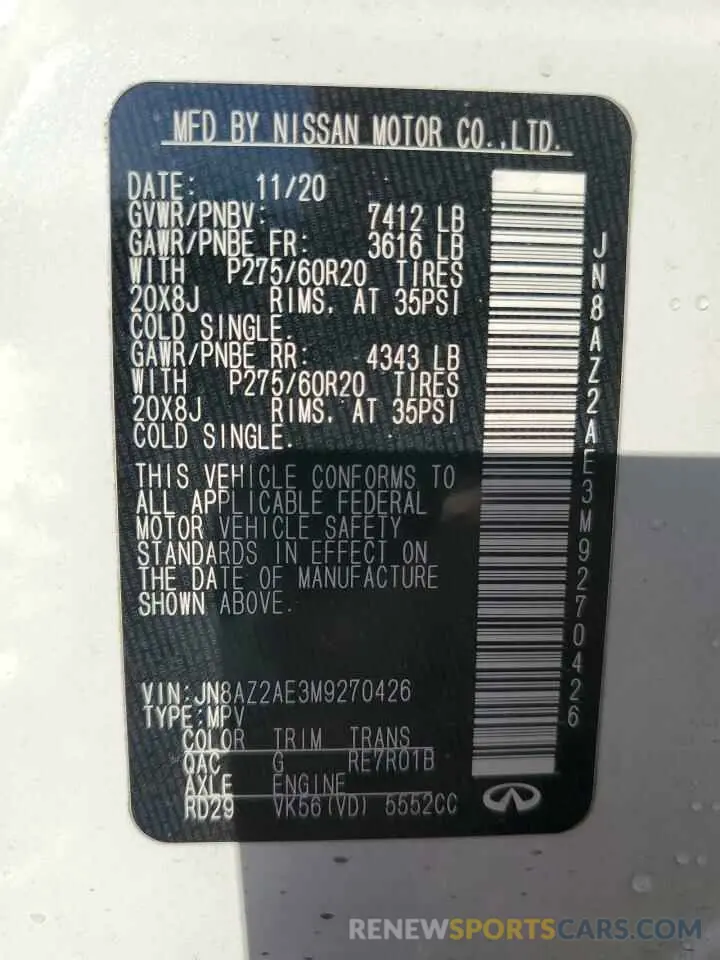 MFD BY NISSAN MOTOR CO.,LTD.
DATE: 11/20
GVWR/PNBV: 7412 LB
GAWR/PNBE FR: 3616 LB
WITH P275/60R20 TIRES
20X8J RIMS, AT 35PSI
COLD SINGLE.
GAWR/PNBE RR: 4343 LB
WITH P275/60R20 TIRES
20X8J RIMS, AT 35PSI
COLD SINGLE.
THIS VEHICLE CONFORMS TO
ALL APPLICABLE FEDERAL
MOTOR VEHICLE SAFETY
STANDARDS IN EFFECT ON
THE DATE OF MANUFACTURE
SHOWN ABOVE.
VIN:JN8AZ2AE3M9270426
TYPE:MPV
COLOR TRIM TRANS
QAC G RE7R01B
AXLE ENGINE
RD29 VK56(VD) 5552CC
JN8AZ2AE3M9270426
RENEWSPORTSCARS.COM